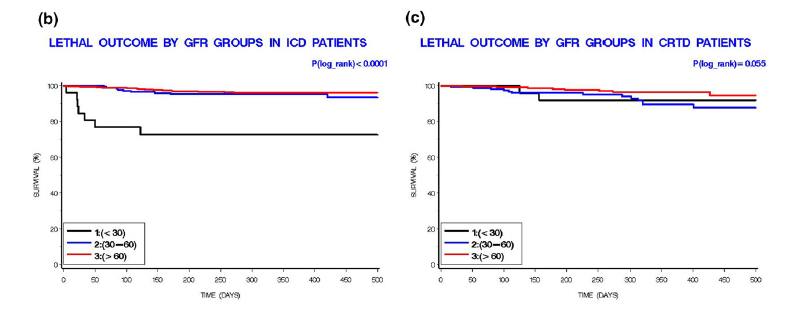 (b)
LETHAL OUTCOME BY GFR GROUPS IN ICD PATIENTS
P(log_rank)< 0.0001
100
80
60
40
20
0
SURVIVAL (%)
1:(< 30)
2:(30−60)
3:(> 60)
0 50 100 150 200 250 300 350 400 450 500
TIME (DAYS)
(c)
LETHAL OUTCOME BY GFR GROUPS IN CRTD PATIENTS
P(log_rank)= 0.055
100
80
60
40
20
0
SURVIVAL (%)
1:(< 30)
2:(30−60)
3:(> 60)
0 50 100 150 200 250 300 350 400 450 500
TIME (DAYS)